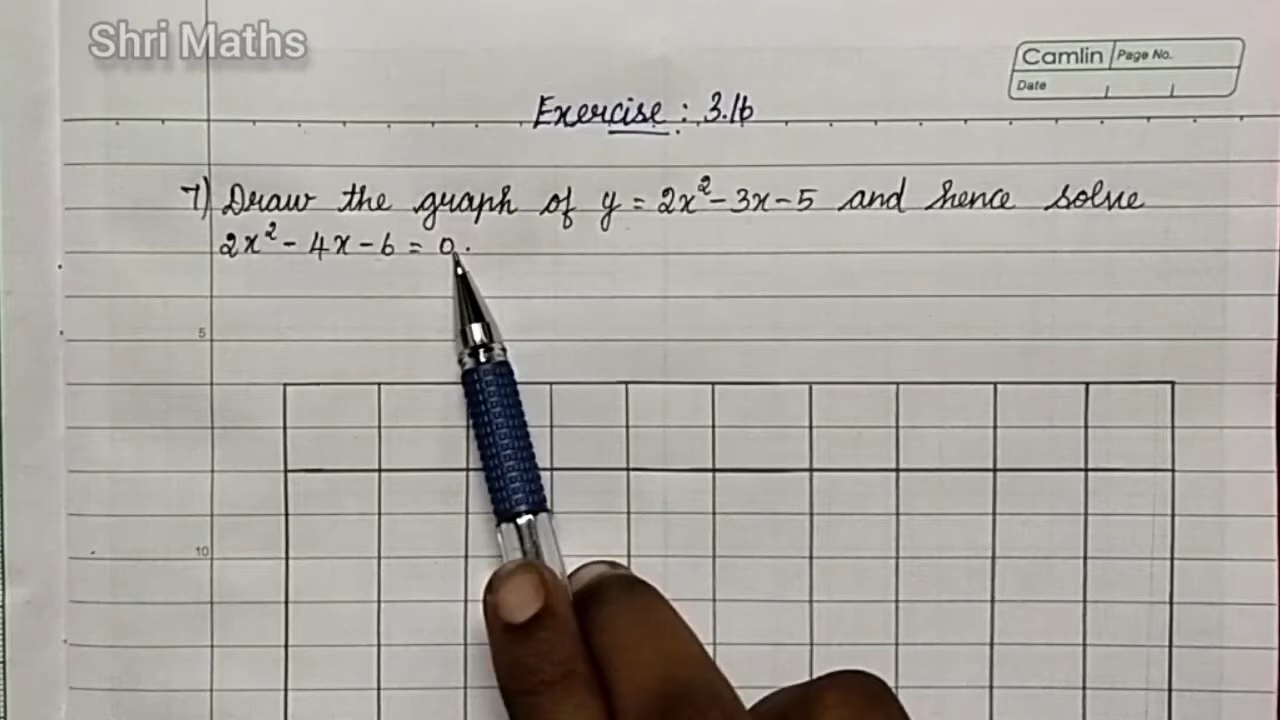 Shri Maths
Camlin Page No.
Date
Exercise : 3.16
7) Draw the graph of y = 2x² - 3x - 5 and hence solve
2x² - 4x - 6 = 0.
5
10